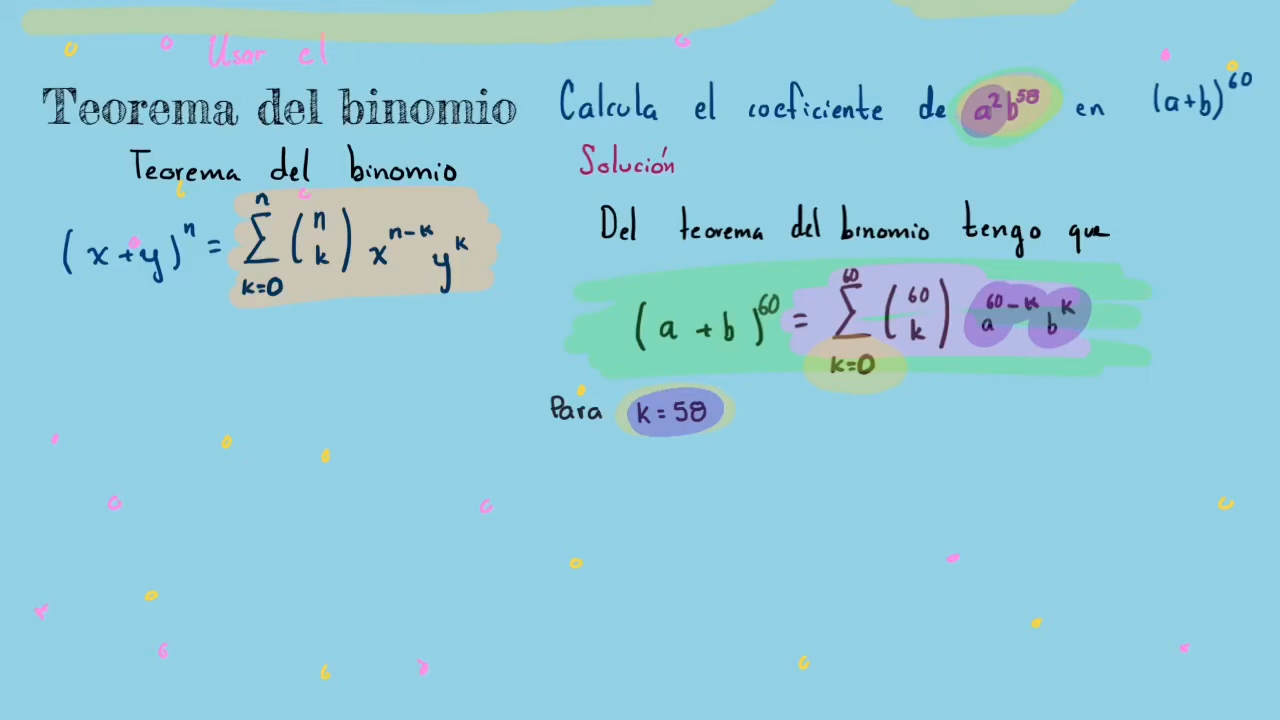 Usar el
Teorema del binomio
Teorema del binomio
(x+y)^n = ∑_{k=0}^{n} (n k) x^{n-k} y^k
Calcula el coeficiente de a²b⁵⁸ en (a+b)⁶⁰
Solución
Del teorema del binomio tengo que
(a+b)^60 = ∑_{k=0}^{60} (60 k) a^{60-k} b^k
Para k=58